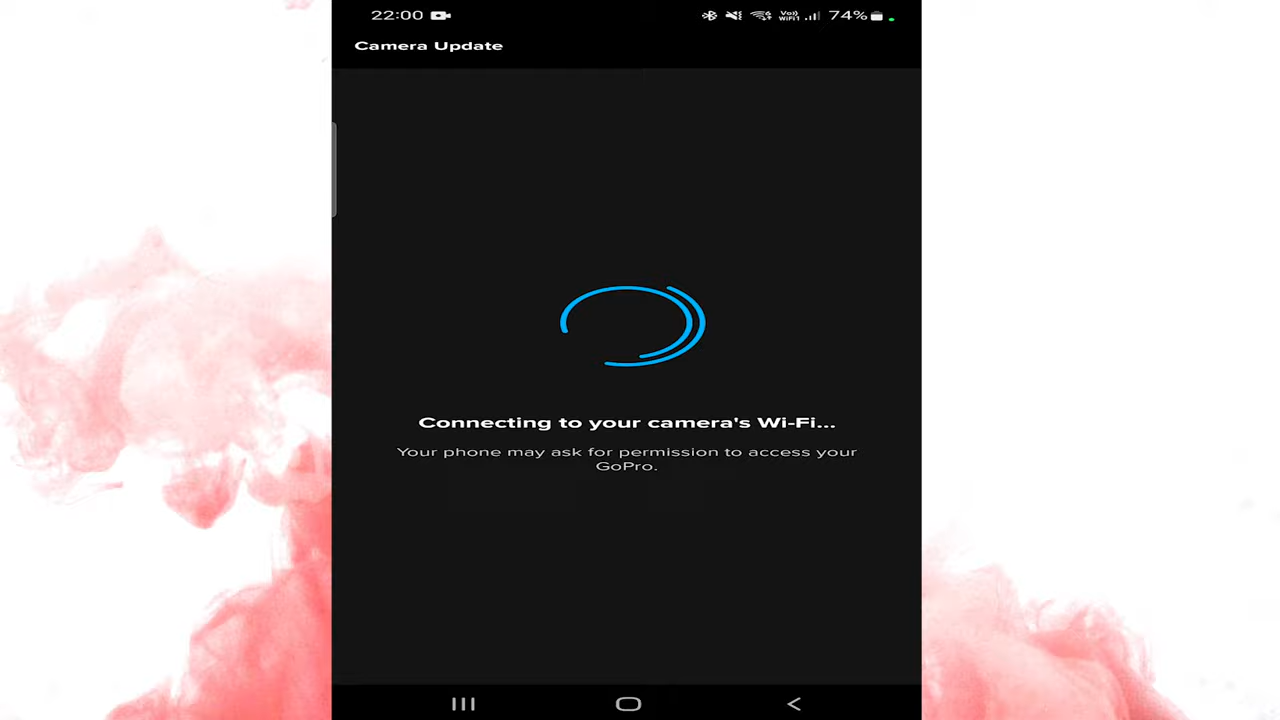 22:00 74%
Camera Update
Connecting to your camera's Wi-Fi...
Your phone may ask for permission to access your
GoPro.